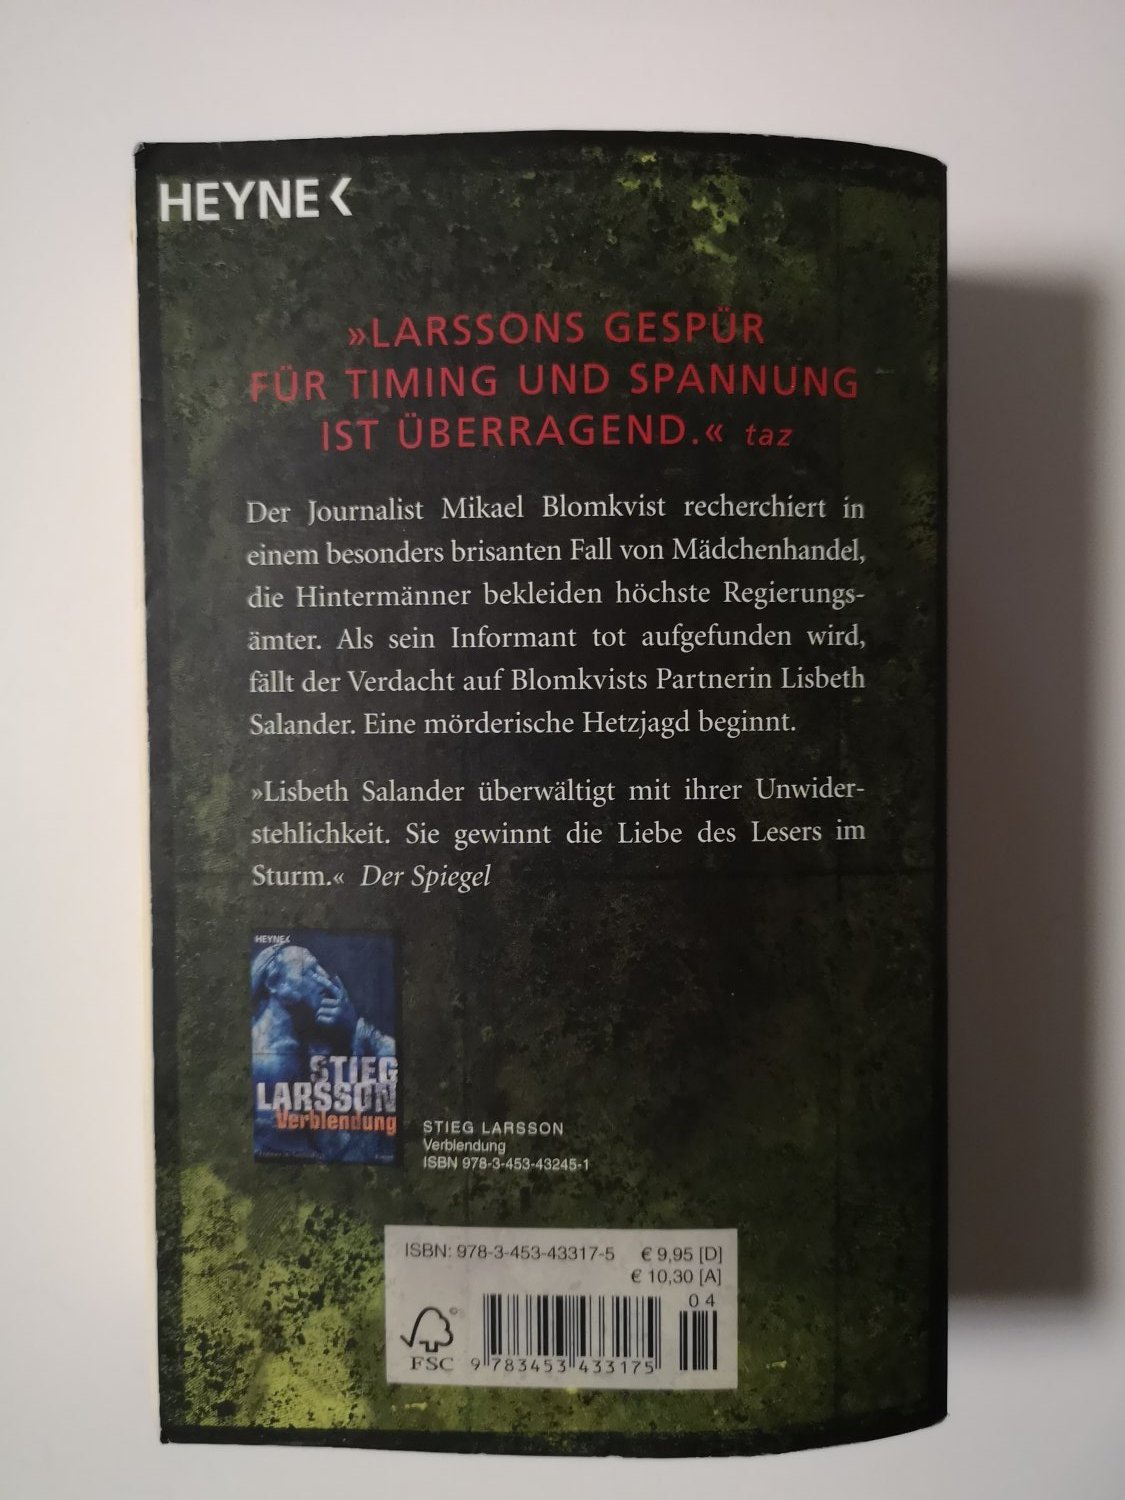 HEYNE<
»LARSSONS GESPÜR
FÜR TIMING UND SPANNUNG
IST ÜBERRAGEND.« taz
Der Journalist Mikael Blomkvist recherchiert in
einem besonders brisanten Fall von Mädchenhandel,
die Hintermänner bekleiden höchste Regierungs-
ämter. Als sein Informant tot aufgefunden wird,
fällt der Verdacht auf Blomkvists Partnerin Lisbeth
Salander. Eine mörderische Hetzjagd beginnt.
»Lisbeth Salander überwältigt mit ihrer Unwider-
stehlichkeit. Sie gewinnt die Liebe des Lesers im
Sturm.« Der Spiegel
HEYNE<
STIEG
LARSSON
Verblendung
STIEG LARSSON
Verblendung
ISBN 978-3-453-43245-1
ISBN: 978-3-453-43317-5 € 9,95 [D]
€ 10,30 [A]
04
©
FSC
9 783453 433175